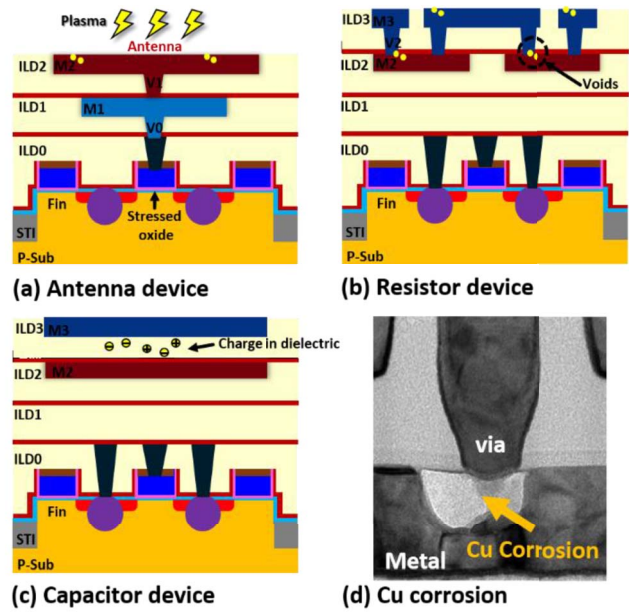 Plasma
Antenna
ILD2
M2
V1
ILD1
M1
V0
ILD0
Fin
Stressed
oxide
STI
P-Sub
(a) Antenna device
ILD3
M3
V2
ILD2
M2
Voids
ILD1
ILD0
Fin
STI
P-Sub
(b) Resistor device
ILD3
M3
Charge in dielectric
ILD2
M2
ILD1
ILD0
Fin
STI
P-Sub
(c) Capacitor device
via
Cu Corrosion
Metal
(d) Cu corrosion